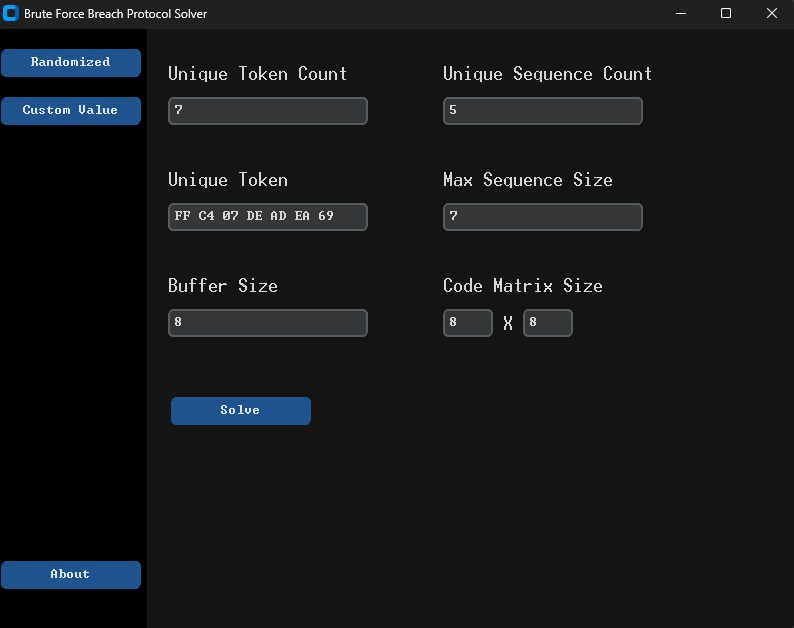 Brute Force Breach Protocol Solver
Randomized
Custom Value
About
Unique Token Count
7
Unique Sequence Count
5
Unique Token
FF C4 07 DE AD EA 69
Max Sequence Size
7
Buffer Size
8
Code Matrix Size
8 X 8
Solve